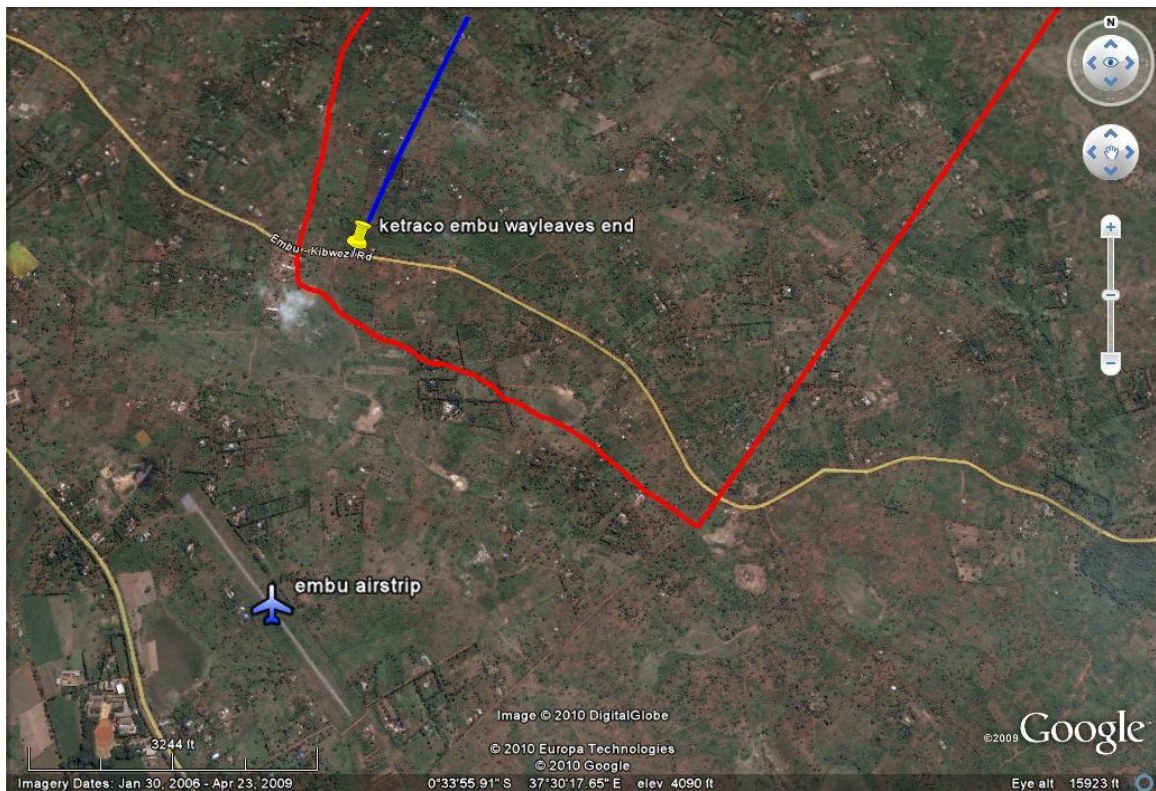 N
ketraco embu wayleaves end
Embu - Kibwezi Rd
embu airstrip
Image © 2010 DigitalGlobe
© 2010 Europa Technologies
© 2010 Google
©2009 Google
3244 ft
Imagery Dates: Jan 30, 2006 - Apr 23, 2009
0°33'55.91" S 37°30'17.65" E elev 4090 ft
Eye alt 15923 ft